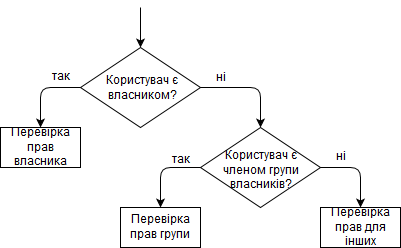 Користувач є
власником?
так
ні
Перевірка
прав
власника
Користувач є
членом групи
власників?
так
ні
Перевірка
прав групи
Перевірка
прав для
інших